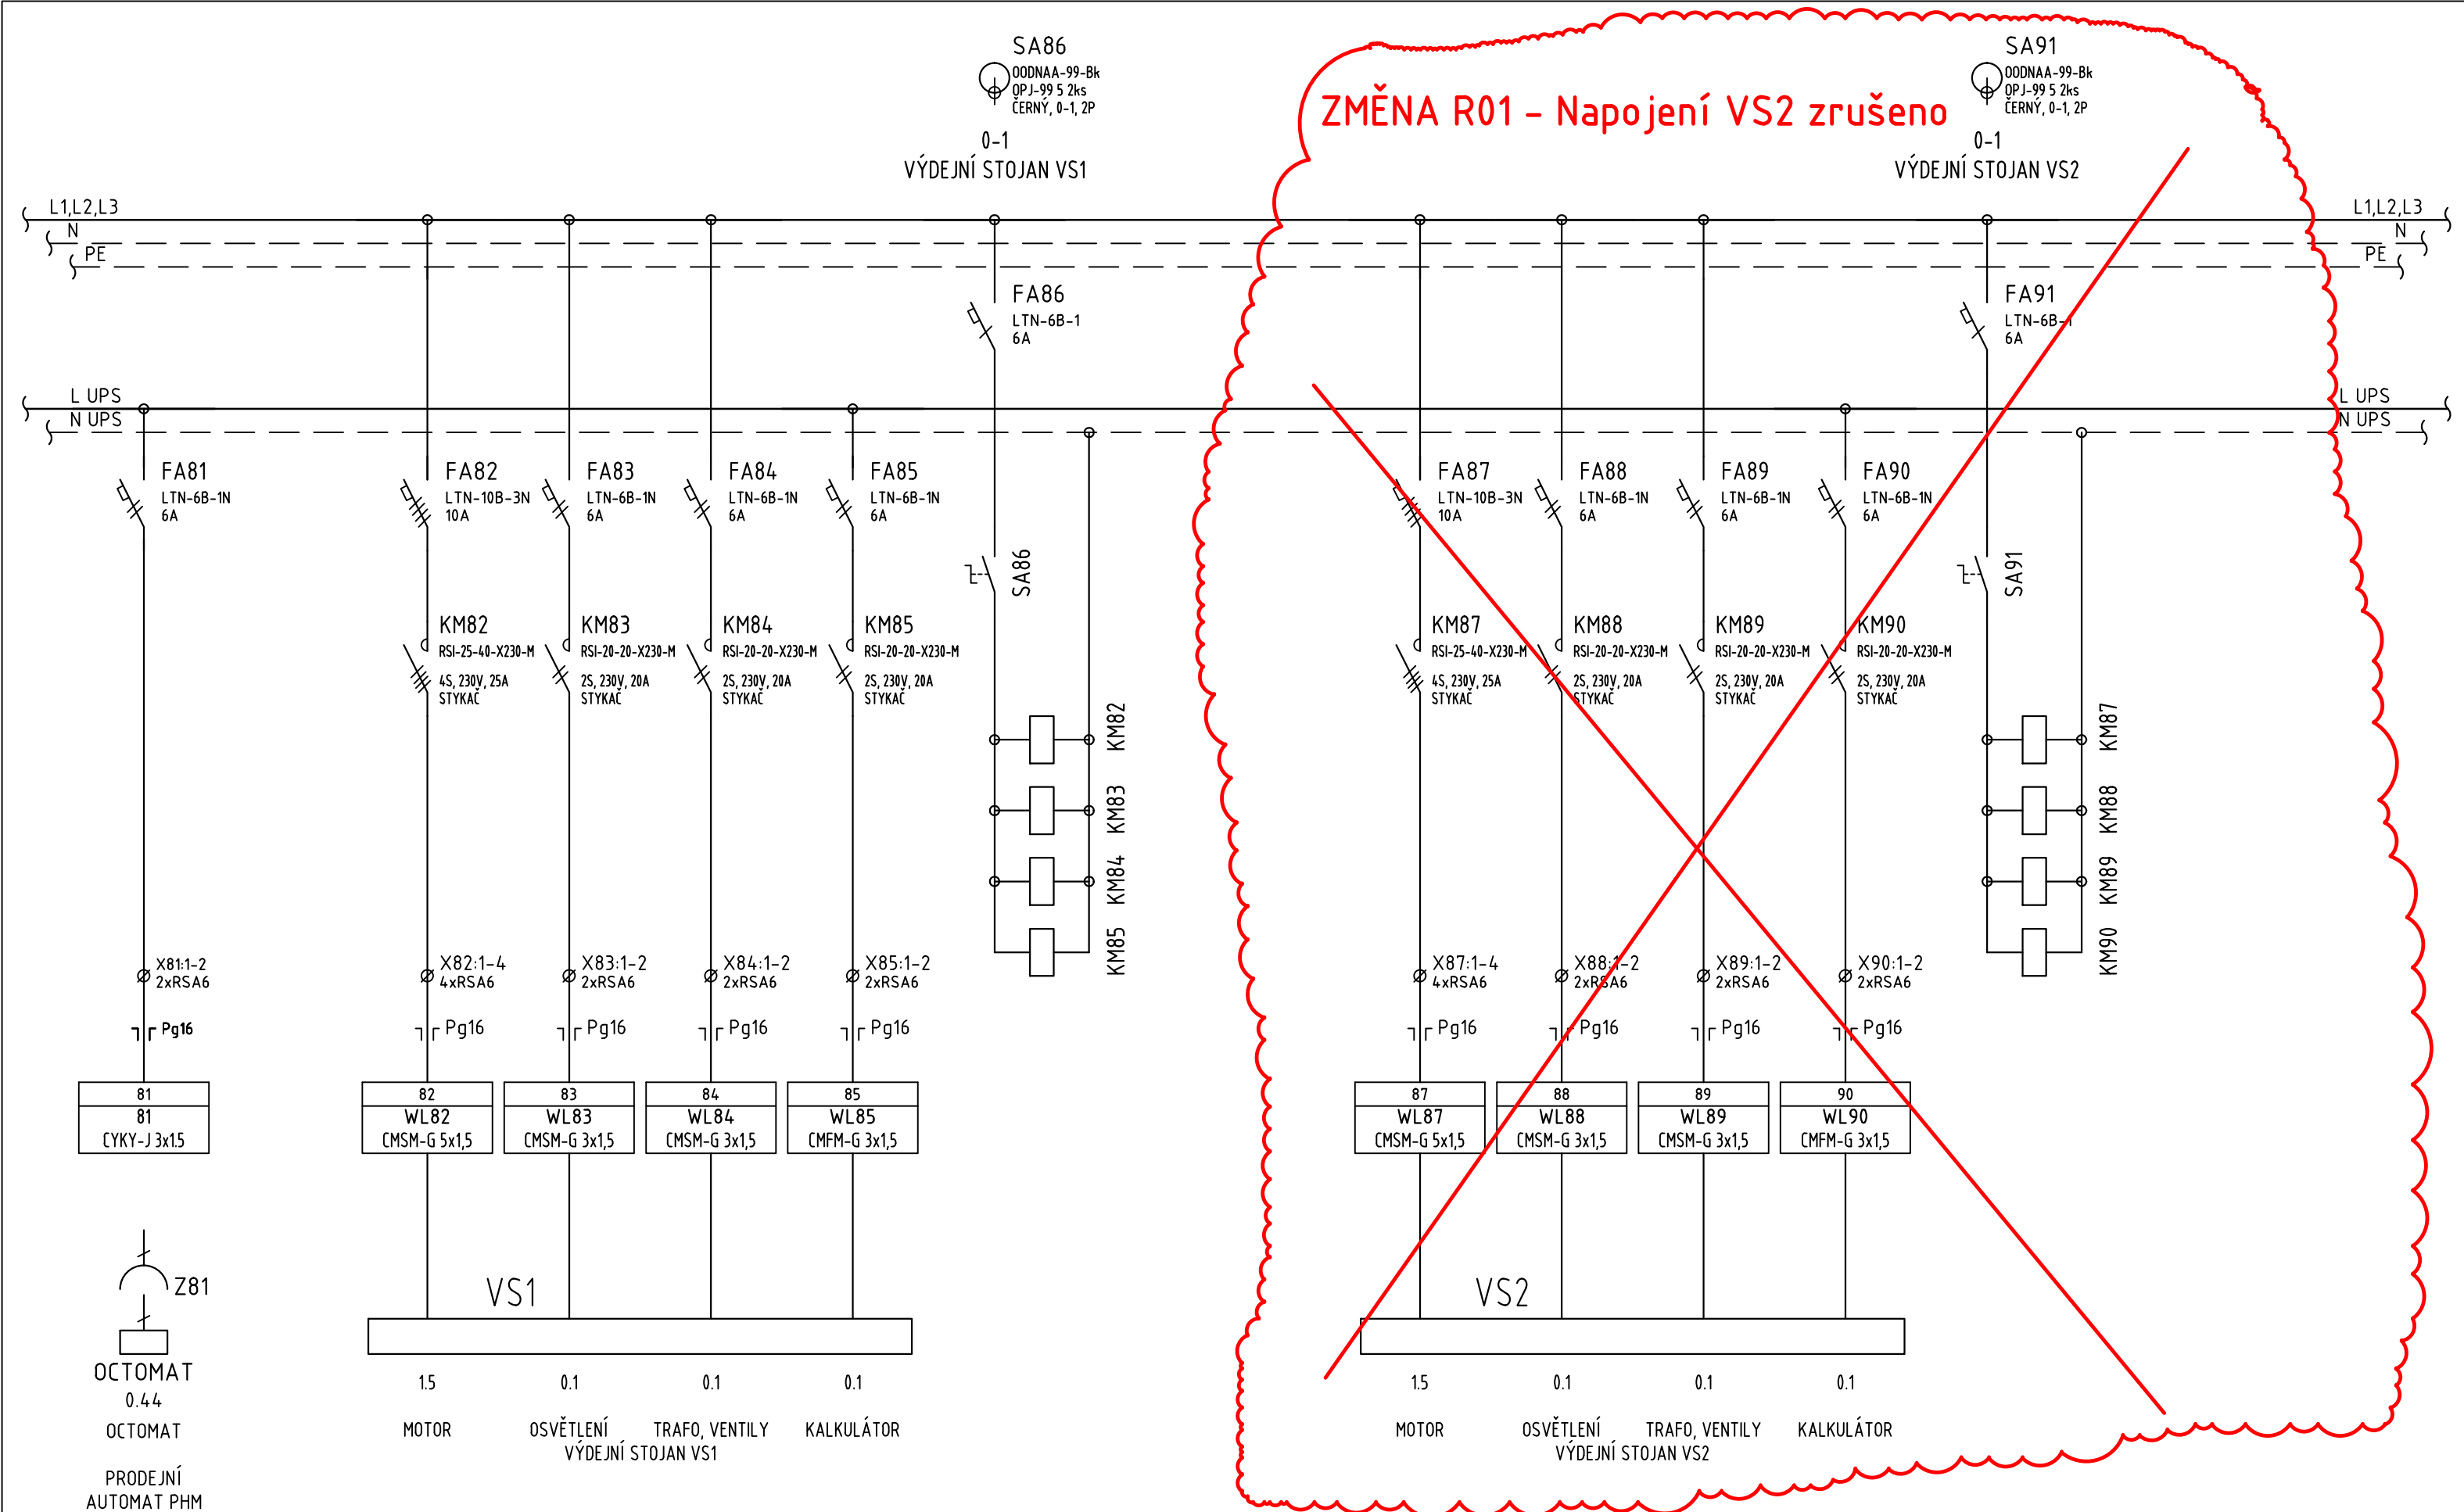 SA86
OODNAA-99-Bk
OPJ-99 5 2ks
ČERNÝ, 0-1, 2P
0-1
VÝDEJNÍ STOJAN VS1
ZMĚNA R01 - Napojení VS2 zrušeno
SA91
OODNAA-99-Bk
OPJ-99 5 2ks
ČERNÝ, 0-1, 2P
0-1
VÝDEJNÍ STOJAN VS2
L1,L2,L3
N
PE
L1,L2,L3
N
PE
FA86
LTN-6B-1
6A
FA91
LTN-6B-1
6A
L UPS
N UPS
L UPS
N UPS
FA81
LTN-6B-1N
6A
FA82
LTN-10B-3N
10A
FA83
LTN-6B-1N
6A
FA84
LTN-6B-1N
6A
FA85
LTN-6B-1N
6A
SA86
FA87
LTN-10B-3N
10A
FA88
LTN-6B-1N
6A
FA89
LTN-6B-1N
6A
FA90
LTN-6B-1N
6A
SA91
KM82
RSI-25-40-X230-M
4S, 230V, 25A
STYKAČ
KM83
RSI-20-20-X230-M
2S, 230V, 20A
STYKAČ
KM84
RSI-20-20-X230-M
2S, 230V, 20A
STYKAČ
KM85
RSI-20-20-X230-M
2S, 230V, 20A
STYKAČ
KM87
RSI-25-40-X230-M
4S, 230V, 25A
STYKAČ
KM88
RSI-20-20-X230-M
2S, 230V, 20A
STYKAČ
KM89
RSI-20-20-X230-M
2S, 230V, 20A
STYKAČ
KM90
RSI-20-20-X230-M
2S, 230V, 20A
STYKAČ
KM82
KM83
KM84
KM85
KM87
KM88
KM89
KM90
X81:1-2
2xRSA6
X82:1-4
4xRSA6
X83:1-2
2xRSA6
X84:1-2
2xRSA6
X85:1-2
2xRSA6
X87:1-4
4xRSA6
X88:1-2
2xRSA6
X89:1-2
2xRSA6
X90:1-2
2xRSA6
Pg16
Pg16
Pg16
Pg16
Pg16
Pg16
Pg16
Pg16
Pg16
81
81
CYKY-J 3x1.5
82
WL82
CMSM-G 5x1,5
83
WL83
CMSM-G 3x1,5
84
WL84
CMSM-G 3x1,5
85
WL85
CMFM-G 3x1,5
87
WL87
CMSM-G 5x1,5
88
WL88
CMSM-G 3x1,5
89
WL89
CMSM-G 3x1,5
90
WL90
CMFM-G 3x1,5
Z81
VS1
VS2
OCTOMAT
0.44
OCTOMAT
PRODEJNÍ
AUTOMAT PHM
1.5
0.1
0.1
0.1
MOTOR
OSVĚTLENÍ
TRAFO, VENTILY
KALKULÁTOR
VÝDEJNÍ STOJAN VS1
1.5
0.1
0.1
0.1
MOTOR
OSVĚTLENÍ
TRAFO, VENTILY
KALKULÁTOR
VÝDEJNÍ STOJAN VS2